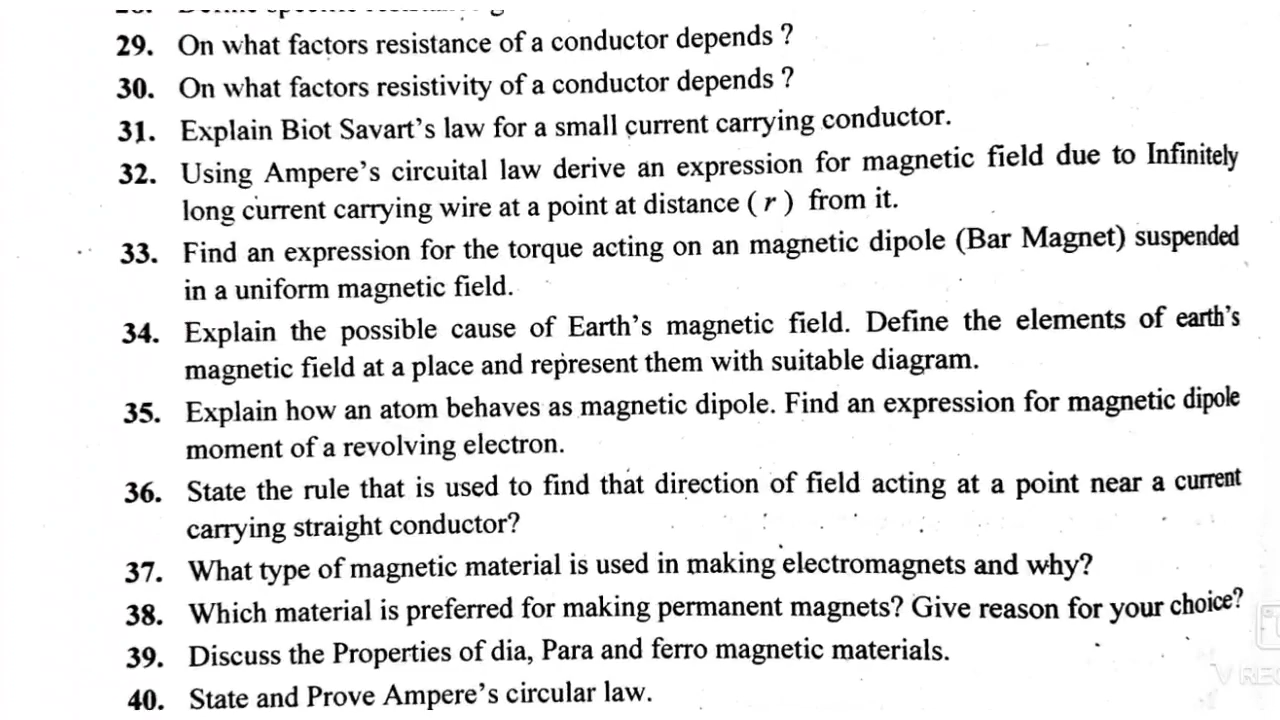 29. On what factors resistance of a conductor depends ?
30. On what factors resistivity of a conductor depends ?
31. Explain Biot Savart's law for a small current carrying conductor.
32. Using Ampere's circuital law derive an expression for magnetic field due to Infinitely
long current carrying wire at a point at distance ( r ) from it.
33. Find an expression for the torque acting on an magnetic dipole (Bar Magnet) suspended
in a uniform magnetic field.
34. Explain the possible cause of Earth's magnetic field. Define the elements of earth's
magnetic field at a place and represent them with suitable diagram.
35. Explain how an atom behaves as magnetic dipole. Find an expression for magnetic dipole
moment of a revolving electron.
36. State the rule that is used to find that direction of field acting at a point near a current
carrying straight conductor?
37. What type of magnetic material is used in making electromagnets and why?
38. Which material is preferred for making permanent magnets? Give reason for your choice?
39. Discuss the Properties of dia, Para and ferro magnetic materials.
40. State and Prove Ampere's circular law.